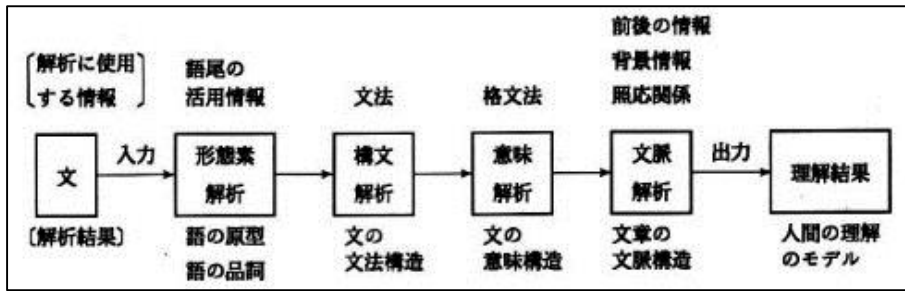 〔解析に使用
する情報〕
語尾の
活用情報
文法
格文法
前後の情報
背景情報
照応関係
文
入力
形態素
解析
構文
解析
意味
解析
文脈
解析
出力
理解結果
〔解析結果〕
語の原型
語の品詞
文の
文法構造
文の
意味構造
文章の
文脈構造
人間の理解
のモデル